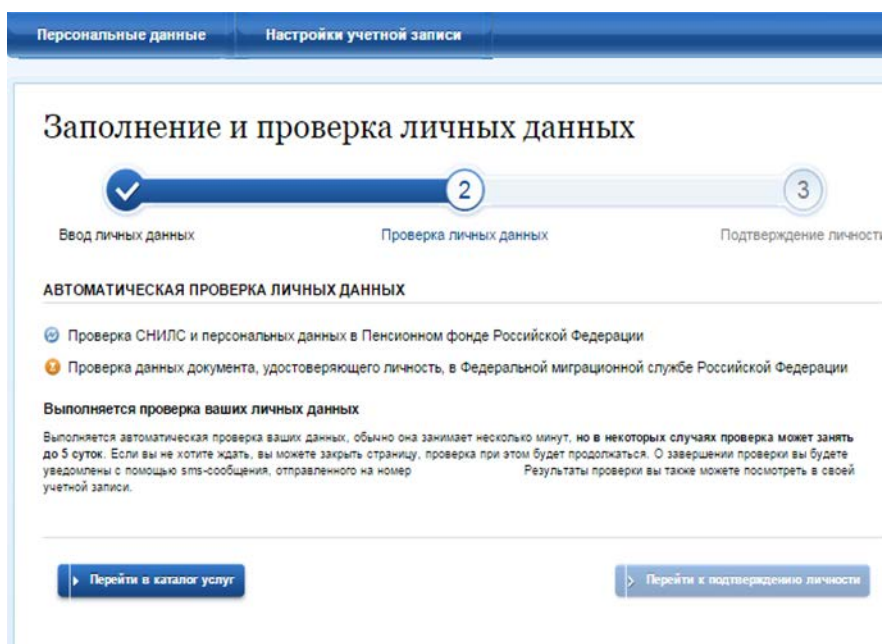 Персональные данные Настройки учетной записи
Заполнение и проверка личных данных
2 3
Ввод личных данных Проверка личных данных Подтверждение личности
АВТОМАТИЧЕСКАЯ ПРОВЕРКА ЛИЧНЫХ ДАННЫХ
Проверка СНИЛС и персональных данных в Пенсионном фонде Российской Федерации
Проверка данных документа, удостоверяющего личность, в Федеральной миграционной службе Российской Федерации
Выполняется проверка ваших личных данных
Выполняется автоматическая проверка ваших данных, обычно она занимает несколько минут, но в некоторых случаях проверка может занять
до 5 суток. Если вы не хотите ждать, вы можете закрыть страницу, проверка при этом будет продолжаться. О завершении проверки вы будете
уведомлены с помощью sms-сообщения, отправленного на номер Результаты проверки вы также можете посмотреть в своей
учетной записи.
Перейти в каталог услуг Перейти к подтверждению личности